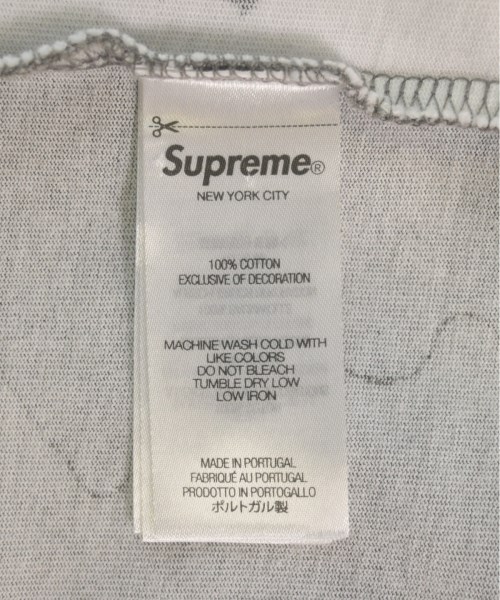 Supreme®
NEW YORK CITY
100% COTTON
EXCLUSIVE OF DECORATION
MACHINE WASH COLD WITH
LIKE COLORS
DO NOT BLEACH
TUMBLE DRY LOW
LOW IRON
MADE IN PORTUGAL
FABRIQUÉ AU PORTUGAL
PRODOTTO IN PORTOGALLO
ポルトガル製